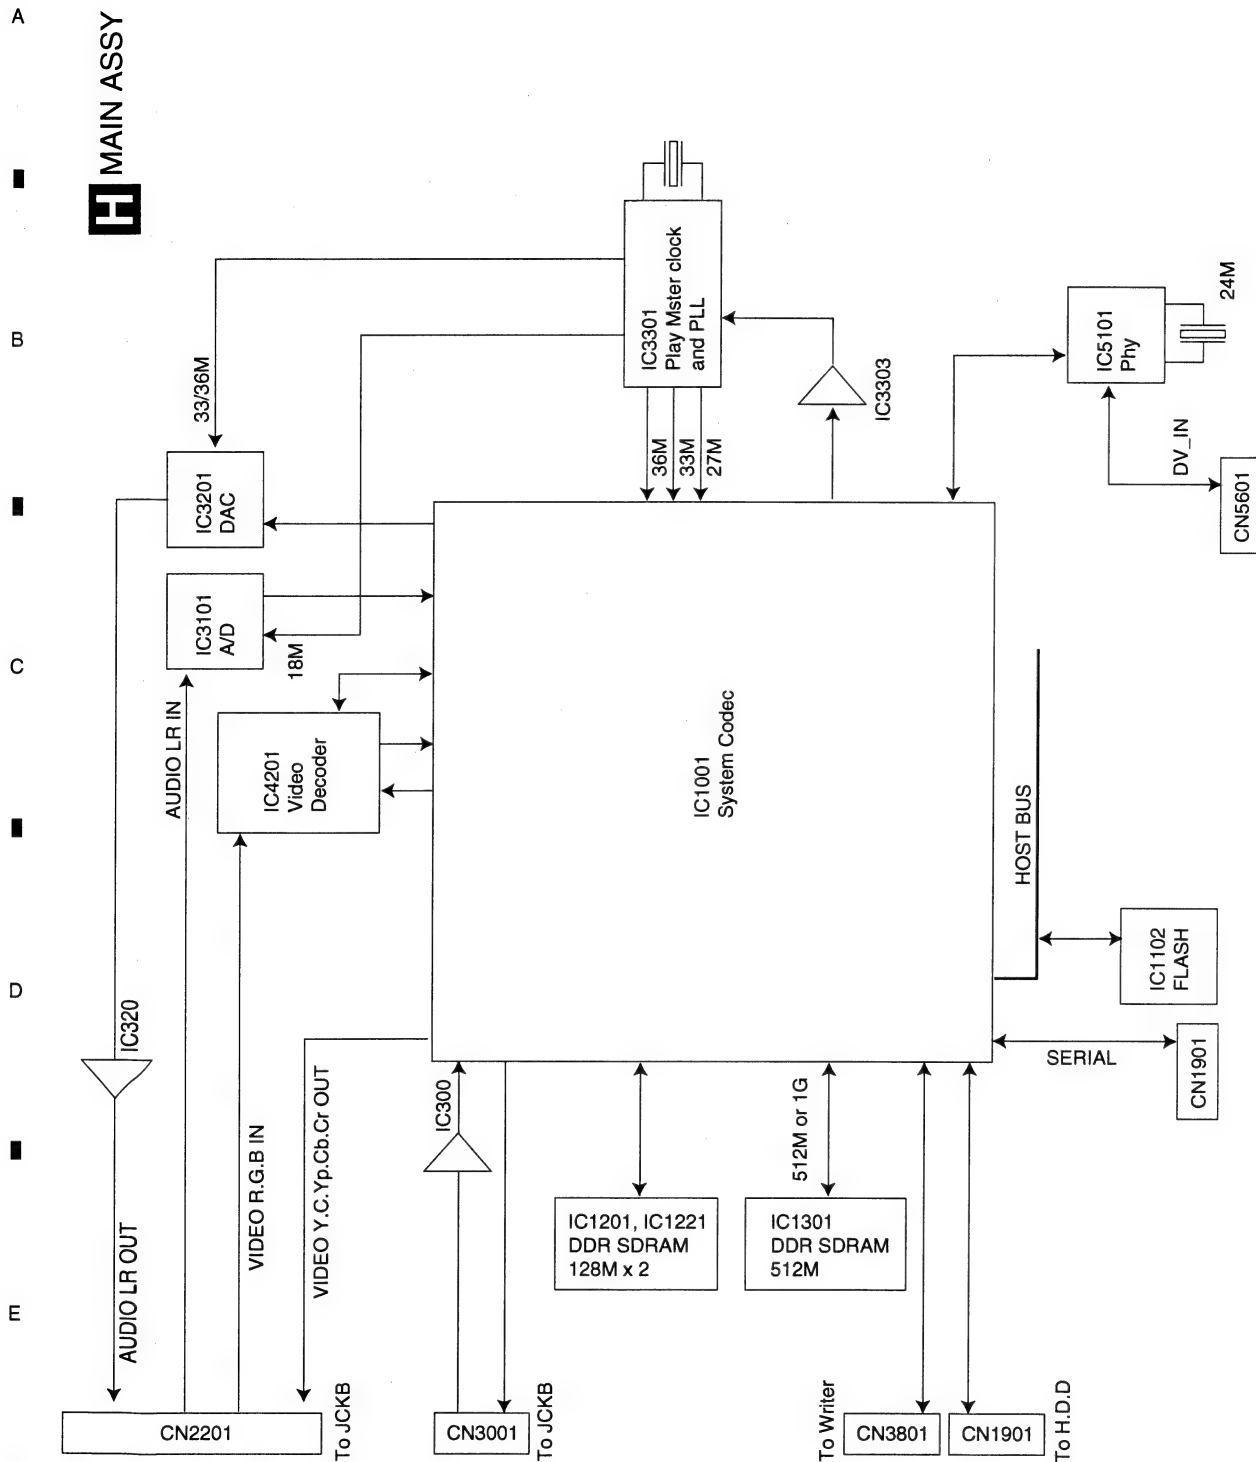 A
B
C
D
E
H MAIN ASSY
33/36M
IC3201
DAC
IC3101
A/D
18M
AUDIO LR IN
IC4201
Video
Decoder
IC3301
Play Mster clock
and PLL
36M
33M
27M
IC3303
IC5101
Phy
24M
DV_IN
CN5601
IC1001
System Codec
HOST BUS
IC1102
FLASH
SERIAL
CN1901
IC320
AUDIO LR OUT
VIDEO R.G.B IN
VIDEO Y.C.Yp.Cb.Cr OUT
IC300
IC1201, IC1221
DDR SDRAM
128M x 2
512M or 1G
IC1301
DDR SDRAM
512M
CN2201
To JCKB
CN3001
To JCKB
To Writer
CN3801
CN1901
To H.D.D